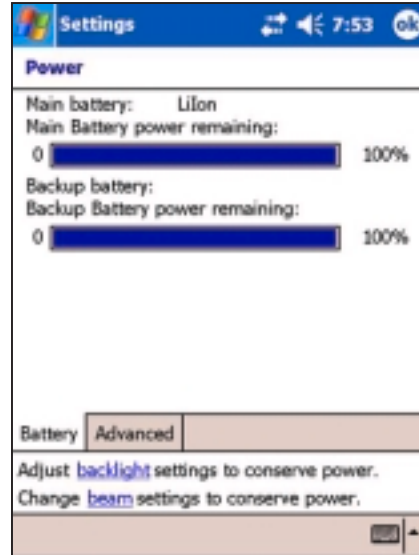 Settings 7:53 ok
Power
Main battery: LiIon
Main Battery power remaining:
0 100%
Backup battery:
Backup Battery power remaining:
0 100%
Battery Advanced
Adjust backlight settings to conserve power.
Change beam settings to conserve power.